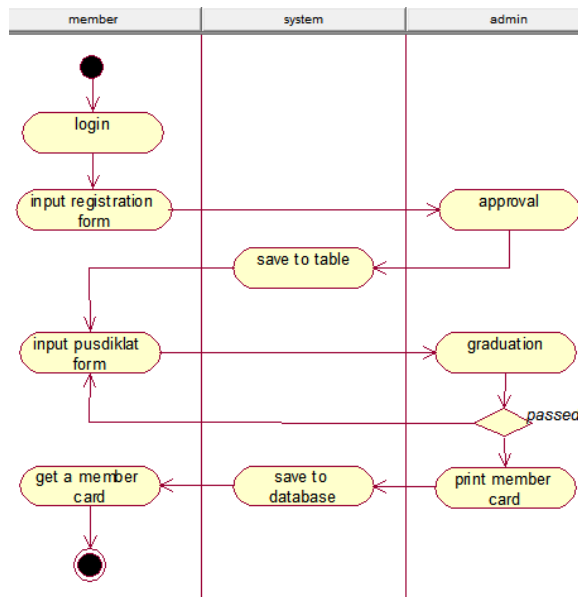 member
system
admin
login
input registration
form
approval
save to table
input pusdiklat
form
graduation
passed
get a member
card
save to
database
print member
card